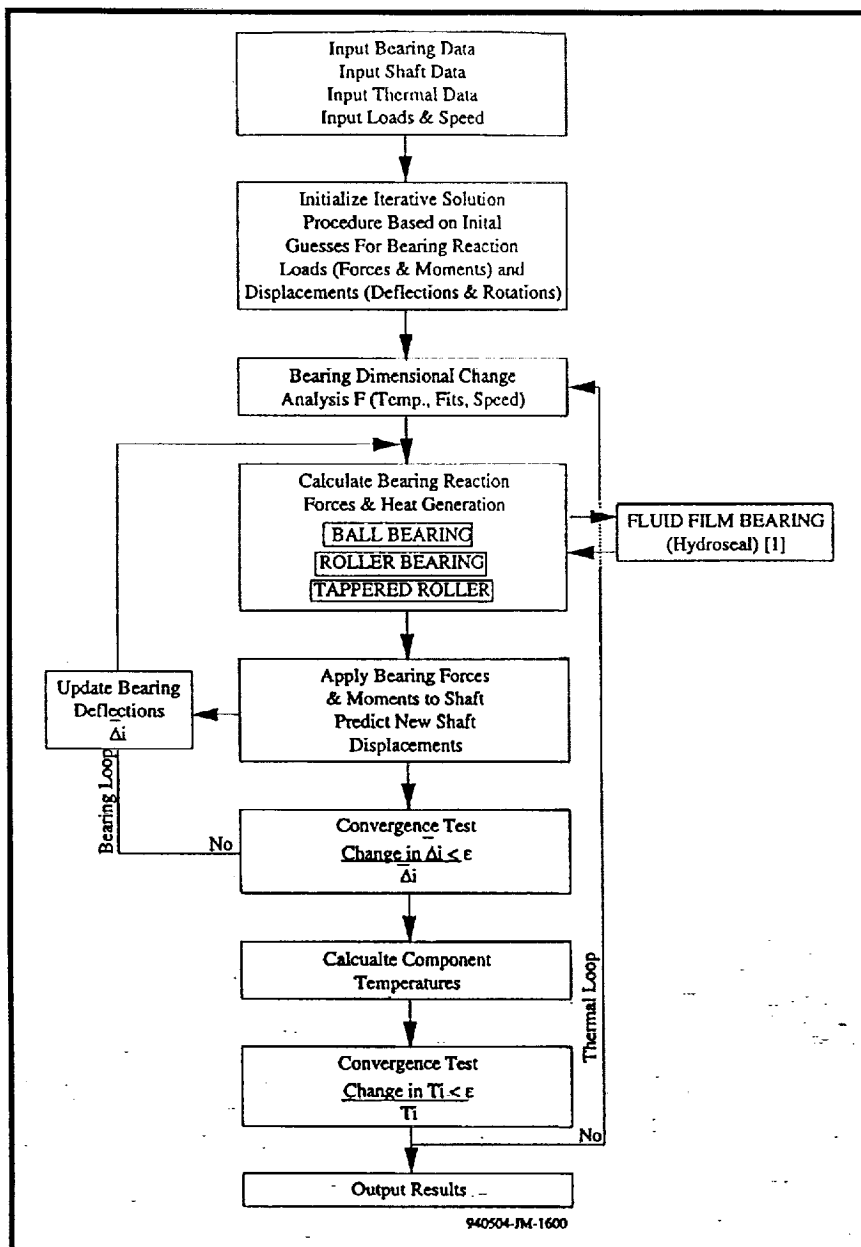 Input Bearing Data
Input Shaft Data
Input Thermal Data
Input Loads & Speed
Initialize Iterative Solution
Procedure Based on Inital
Guesses For Bearing Reaction
Loads (Forces & Moments) and
Displacements (Deflections & Rotations)
Bearing Dimensional Change
Analysis F (Temp., Fits, Speed)
Calculate Bearing Reaction
Forces & Heat Generation
BALL BEARING
ROLLER BEARING
TAPPERED ROLLER
FLUID FILM BEARING
(Hydroseal) [1]
Apply Bearing Forces
& Moments to Shaft
Predict New Shaft
Displacements
Update Bearing
Deflections
Δ̅i
Bearing Loop
No
Convergence Test
Change in Δ̅i < ε
Δ̅i
Calcualte Component
Temperatures
Thermal Loop
Convergence Test
Change in Ti < ε
Ti
No
Output Results
940504-JM-1600